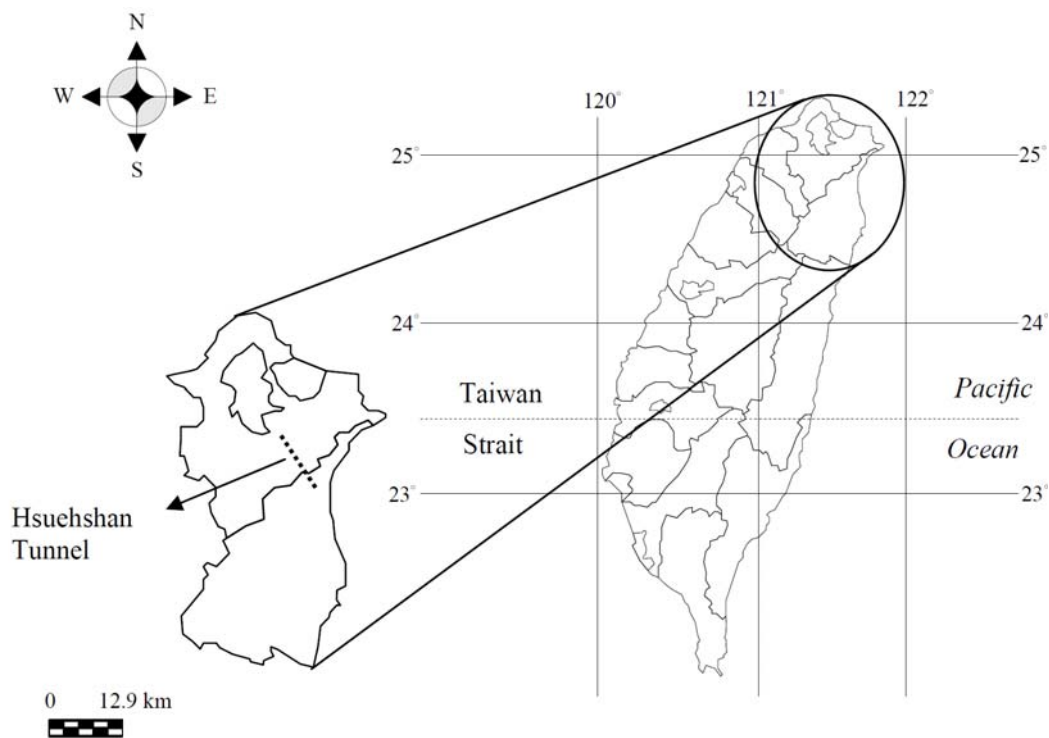 N
W E
S
120° 121° 122°
25° 25°
24° 24°
Taiwan
Strait
Pacific
Ocean
23° 23°
Hsuehshan
Tunnel
0 12.9 km